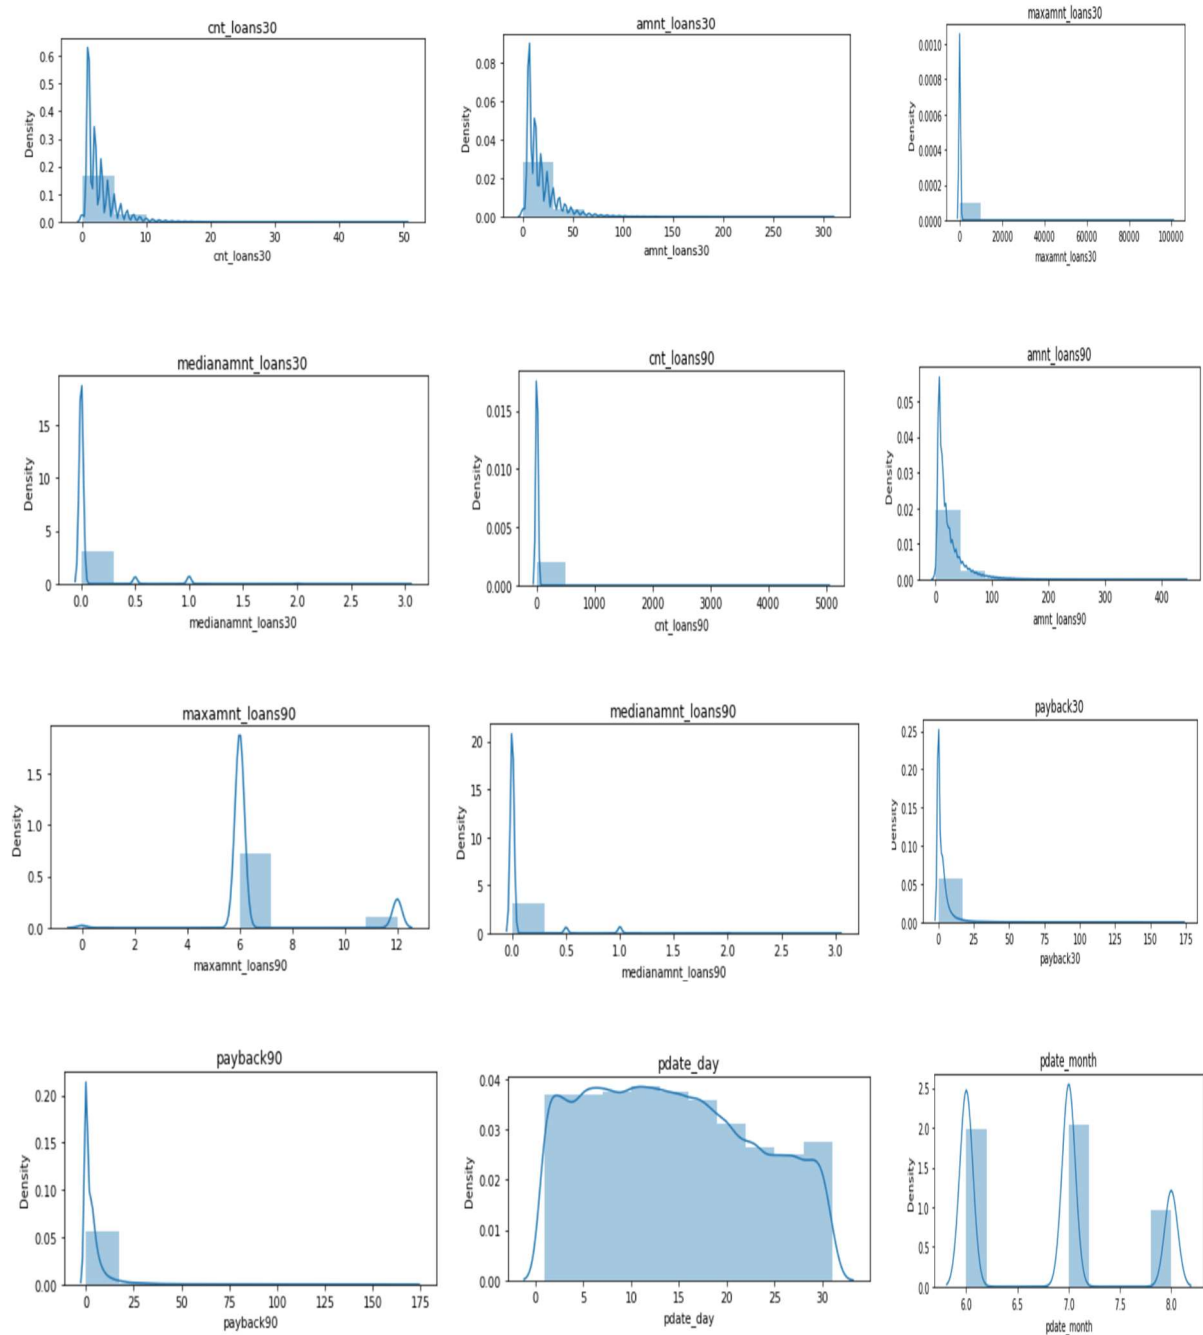 cnt_loans30
Density
0.6
0.5
0.4
0.3
0.2
0.1
0.0
0 10 20 30 40 50
cnt_loans30
amnt_loans30
Density
0.08
0.06
0.04
0.02
0.00
0 50 100 150 200 250 300
amnt_loans30
maxamnt_loans30
Density
0.0010
0.0008
0.0006
0.0004
0.0002
0.0000
0 20000 40000 60000 80000 100000
maxamnt_loans30
medianamnt_loans30
Density
15
10
5
0
0.0 0.5 1.0 1.5 2.0 2.5 3.0
medianamnt_loans30
cnt_loans90
Density
0.015
0.010
0.005
0.000
0 1000 2000 3000 4000 5000
cnt_loans90
amnt_loans90
Density
0.05
0.04
0.03
0.02
0.01
0.00
0 100 200 300 400
amnt_loans90
maxamnt_loans90
Density
1.5
1.0
0.5
0.0
0 2 4 6 8 10 12
maxamnt_loans90
medianamnt_loans90
Density
20
15
10
5
0
0.0 0.5 1.0 1.5 2.0 2.5 3.0
medianamnt_loans90
payback30
Density
0.25
0.20
0.15
0.10
0.05
0.00
0 25 50 75 100 125 150 175
payback30
payback90
Density
0.20
0.15
0.10
0.05
0.00
0 25 50 75 100 125 150 175
payback90
pdate_day
Density
0.04
0.03
0.02
0.01
0.00
0 5 10 15 20 25 30
pdate_day
pdate_month
Density
2.5
2.0
1.5
1.0
0.5
0.0
6.0 6.5 7.0 7.5 8.0
pdate_month